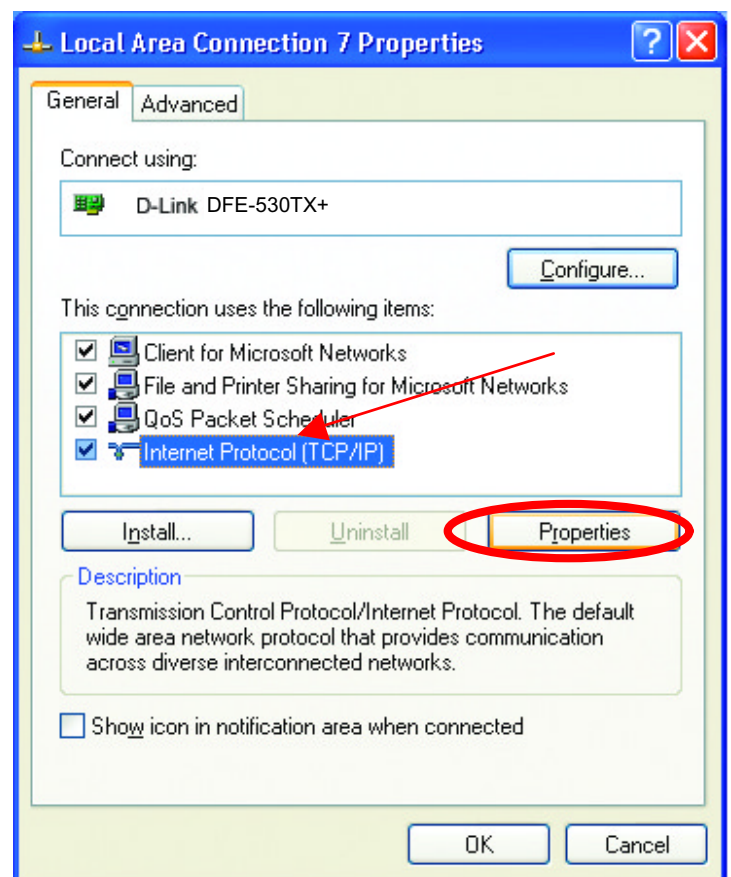 Local Area Connection 7 Properties
General Advanced
Connect using:
D-Link DFE-530TX+
Configure...
This connection uses the following items:
Client for Microsoft Networks
File and Printer Sharing for Microsoft Networks
QoS Packet Scheduler
Internet Protocol (TCP/IP)
Install... Uninstall Properties
Description
Transmission Control Protocol/Internet Protocol. The default
wide area network protocol that provides communication
across diverse interconnected networks.
Show icon in notification area when connected
OK Cancel